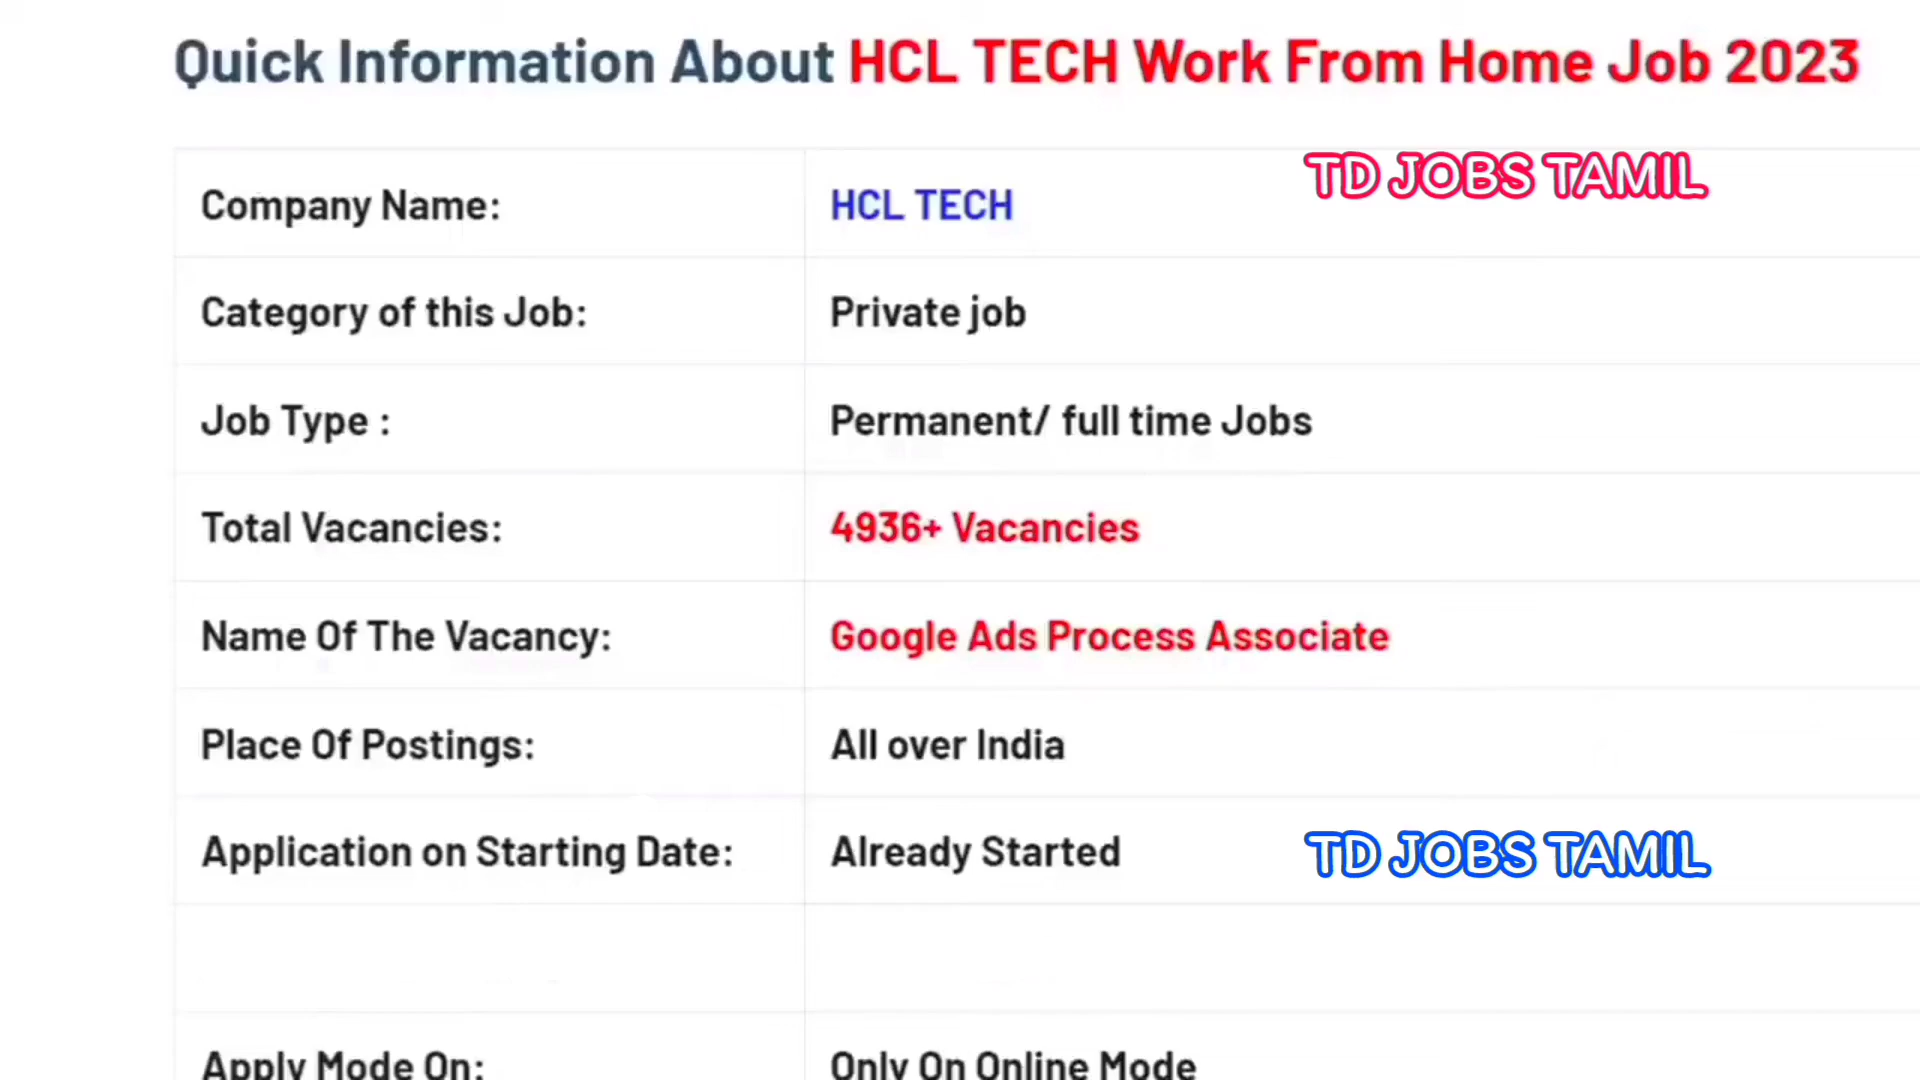 Quick Information About HCL TECH Work From Home Job 2023
TD JOBS TAMIL
Company Name: HCL TECH
Category of this Job: Private job
Job Type : Permanent/ full time Jobs
Total Vacancies: 4936+ Vacancies
Name Of The Vacancy: Google Ads Process Associate
Place Of Postings: All over India
Application on Starting Date: Already Started
TD JOBS TAMIL
Apply Mode On: Only On Online Mode